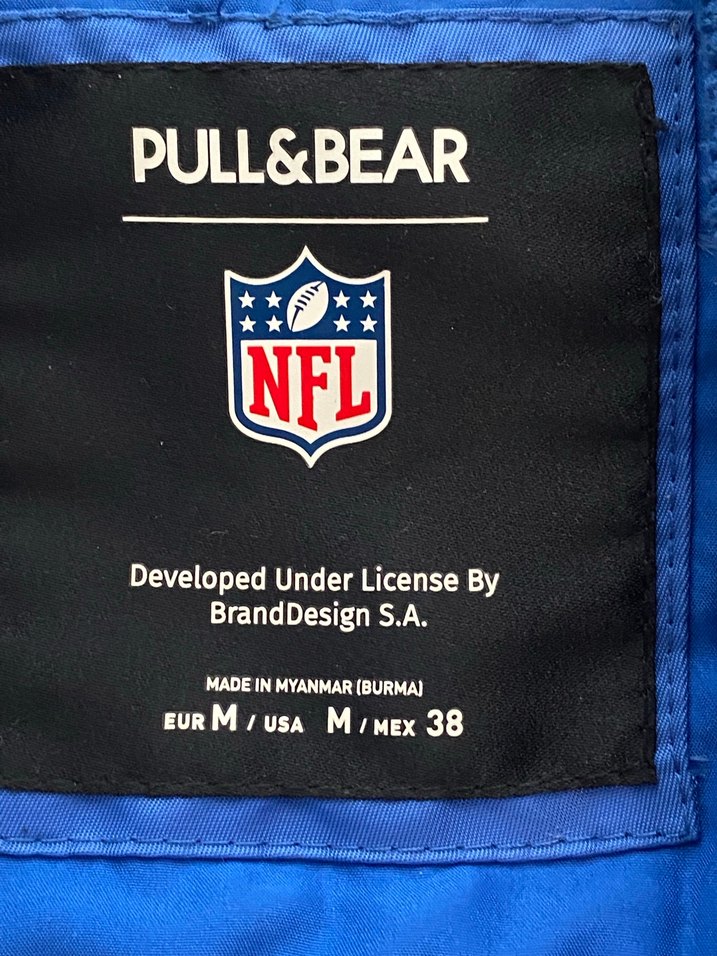 PULL&BEAR
NFL
Developed Under License By
BrandDesign S.A.
MADE IN MYANMAR (BURMA)
EUR M / USA M / MEX 38